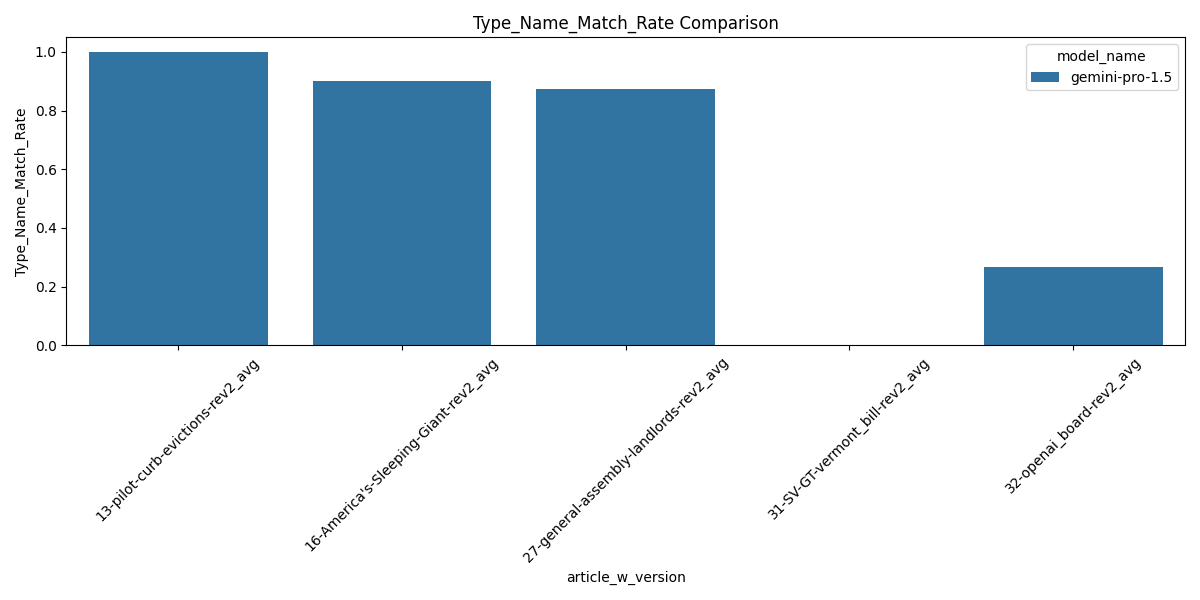 Type_Name_Match_Rate Comparison
model_name
gemini-pro-1.5
Type_Name_Match_Rate
1.0
0.8
0.6
0.4
0.2
0.0
13-pilot-curb-evictions-rev2_avg
16-America's-Sleeping-Giant-rev2_avg
27-general-assembly-landlords-rev2_avg
31-SV-GT-vermont_bill-rev2_avg
32-openai_board-rev2_avg
article_w_version